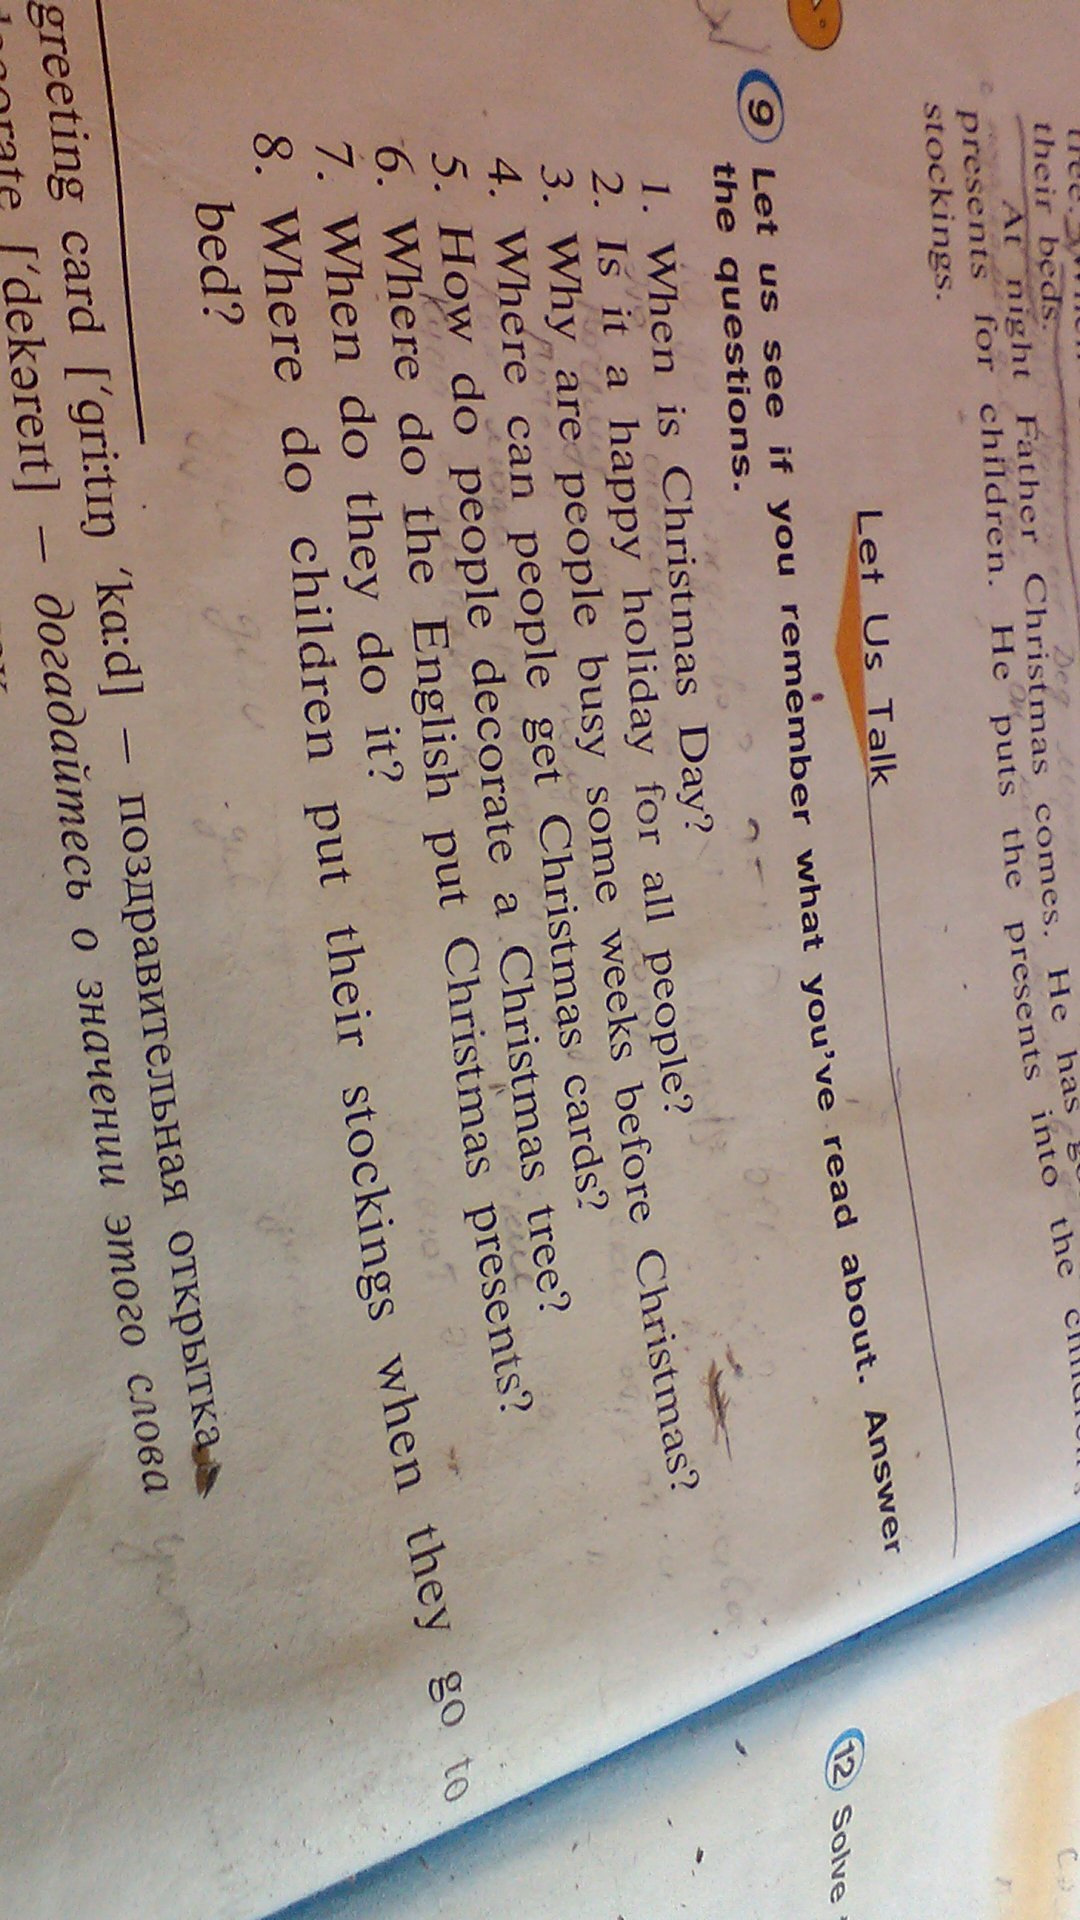 their beds.
At night Father Christmas comes. He has
presents for children. He puts the presents into the
stockings.
Let Us Talk
9 Let us see if you remember what you've read about. Answer
the questions.
1. When is Christmas Day?
2. Is it a happy holiday for all people?
3. Why are people busy some weeks before Christmas?
4. Where can people get Christmas cards?
5. How do people decorate a Christmas tree?
6. Where do the English put Christmas presents?
7. When do they do it?
8. Where do children put their stockings when they go to
bed?
greeting card [ˈgriːtɪŋ ˈkɑːd] – поздравительная открытка
[ˈdekəreɪt] – догадайтесь о значении этого слова
12 Solve